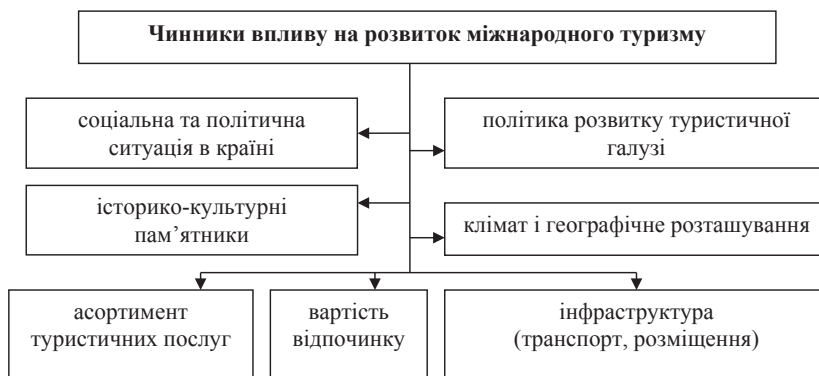 Чинники впливу на розвиток міжнародного туризму
соціальна та політична
ситуація в країні
політика розвитку туристичної
галузі
історико-культурні
пам’ятники
клімат і географічне розташування
асортимент
туристичних послуг
вартість
відпочинку
інфраструктура
(транспорт, розміщення)